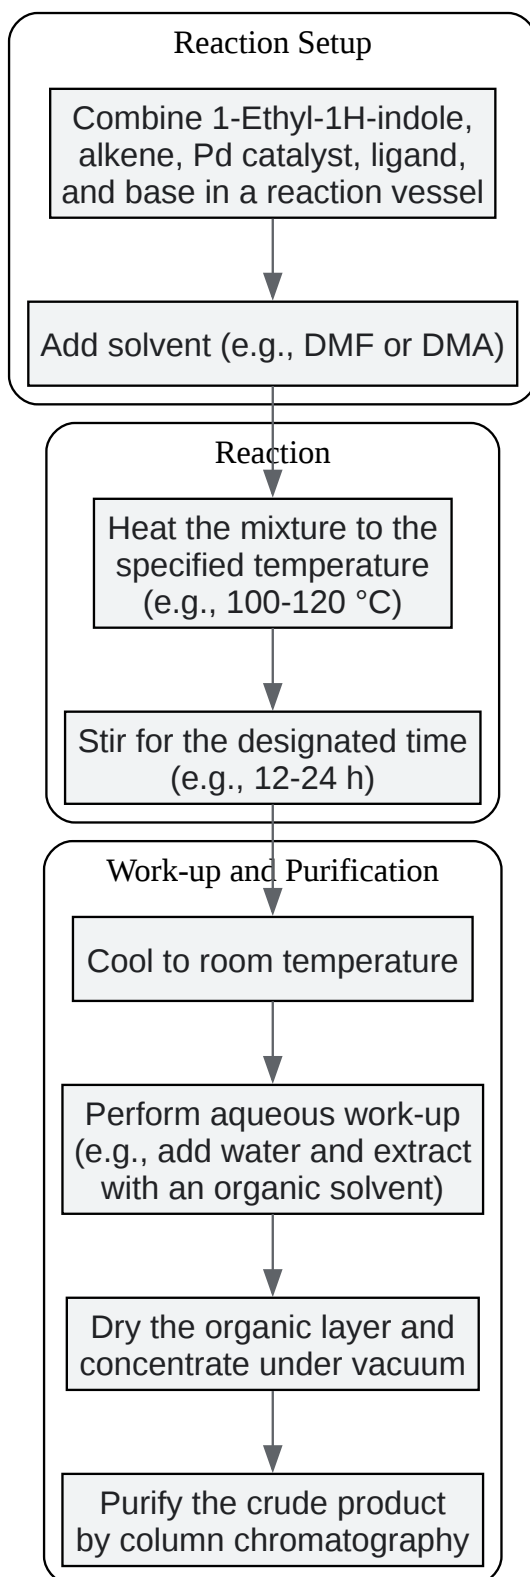 Reaction Setup
Combine 1-Ethyl-1H-indole,
alkene, Pd catalyst, ligand,
and base in a reaction vessel
Add solvent (e.g., DMF or DMA)
Reaction
Heat the mixture to the
specified temperature
(e.g., 100-120 °C)
Stir for the designated time
(e.g., 12-24 h)
Work-up and Purification
Cool to room temperature
Perform aqueous work-up
(e.g., add water and extract
with an organic solvent)
Dry the organic layer and
concentrate under vacuum
Purify the crude product
by column chromatography